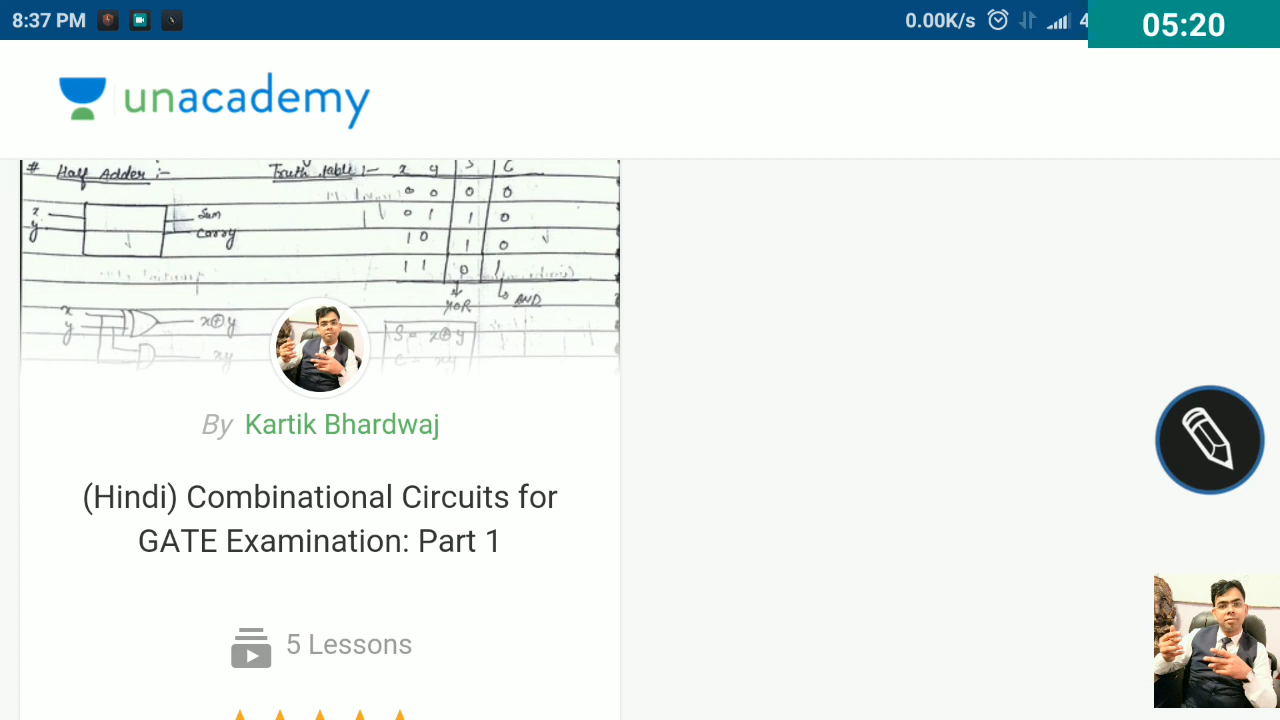 8:37 PM 0.00K/s 4 05:20
unacademy
# Half Adder :- Truth table :- x y S C
0 0 0 0
x Sum 0 1 1 0
y Carry 1 0 1 0
1 1 0 1
XOR AND
x
y x⊕y S = x⊕y
xy C = xy
By Kartik Bhardwaj
(Hindi) Combinational Circuits for
GATE Examination: Part 1
5 Lessons